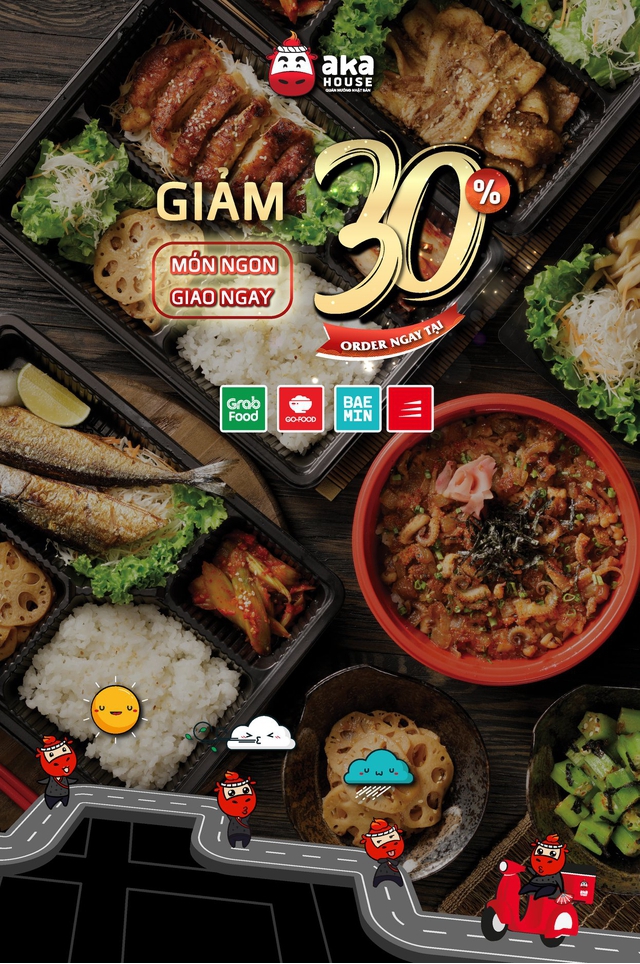 aka
HOUSE
QUÁN NƯỚNG NHẬT BẢN
GIẢM
30%
MÓN NGON
GIAO NGAY
ORDER NGAY TẠI
Grab
Food
GO-FOOD
BAE
MIN